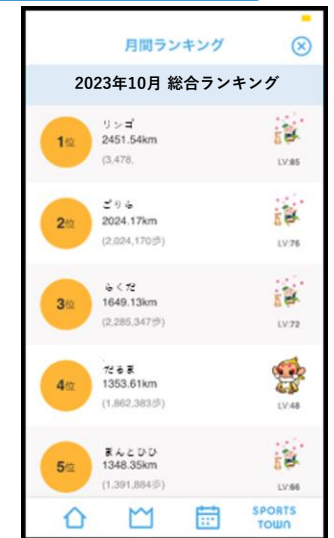 月間ランキング
2023年10月 総合ランキング
1位
リンゴ
2451.54km
(3,478,
LV.85
2位
ごりら
2024.17km
(2,024,170歩)
LV.76
3位
らくだ
1649.13km
(2,285,347歩)
LV.72
4位
だるま
1353.61km
(1,862,383歩)
LV.48
5位
まんとひひ
1348.35km
(1,391,884歩)
LV.66
SPORTS
TOWN